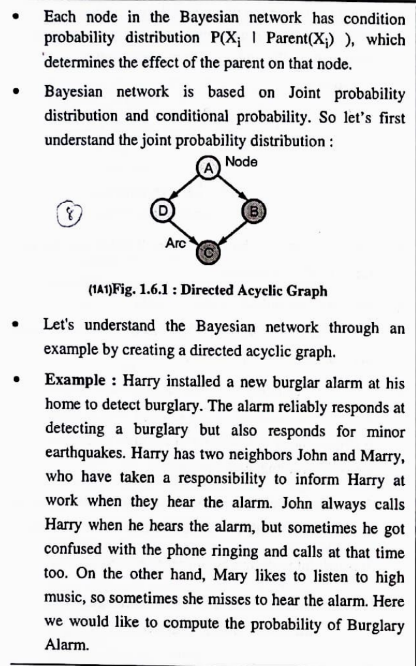 • Each node in the Bayesian network has condition
probability distribution P(Xi | Parent(Xi) ), which
determines the effect of the parent on that node.
• Bayesian network is based on Joint probability
distribution and conditional probability. So let's first
understand the joint probability distribution :
A Node
8
D B
Arc C
(1A1)Fig. 1.6.1 : Directed Acyclic Graph
• Let's understand the Bayesian network through an
example by creating a directed acyclic graph.
• Example : Harry installed a new burglar alarm at his
home to detect burglary. The alarm reliably responds at
detecting a burglary but also responds for minor
earthquakes. Harry has two neighbors John and Marry,
who have taken a responsibility to inform Harry at
work when they hear the alarm. John always calls
Harry when he hears the alarm, but sometimes he got
confused with the phone ringing and calls at that time
too. On the other hand, Mary likes to listen to high
music, so sometimes she misses to hear the alarm. Here
we would like to compute the probability of Burglary
Alarm.